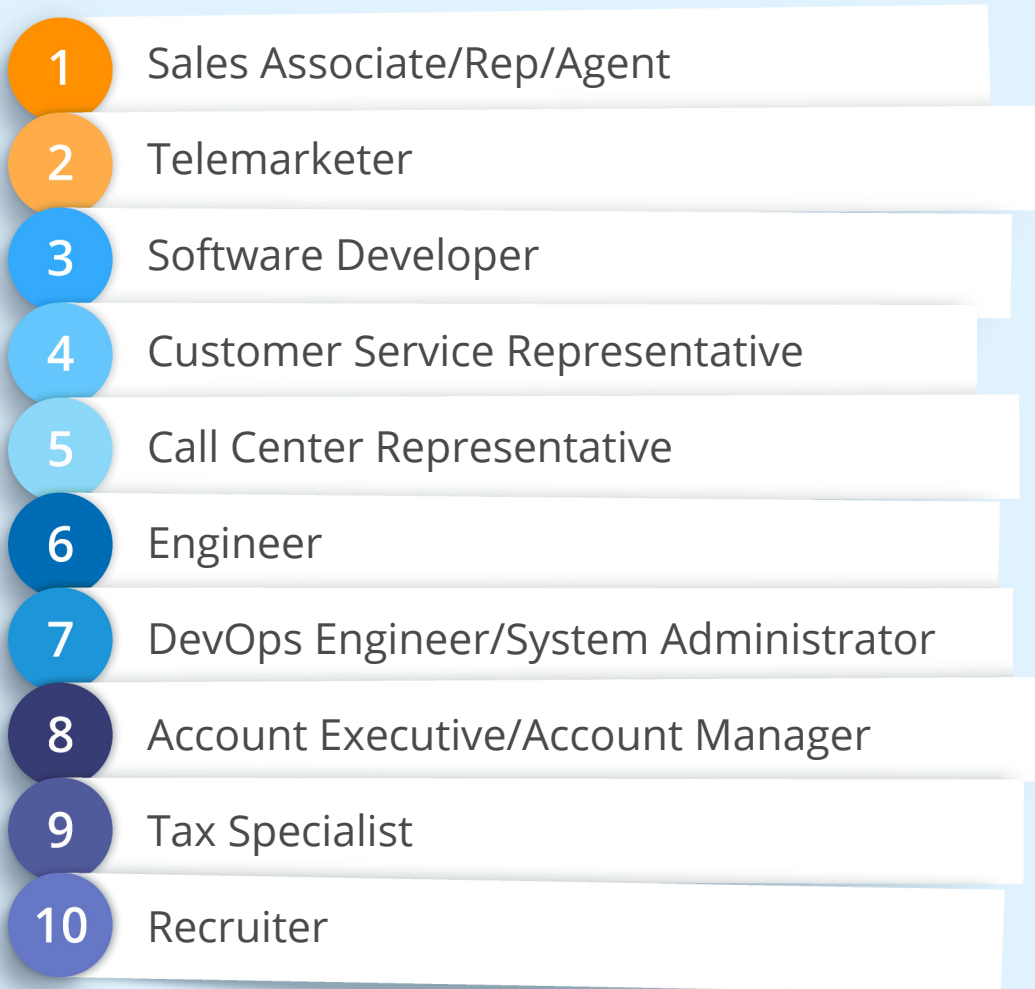 1 Sales Associate/Rep/Agent
2 Telemarketer
3 Software Developer
4 Customer Service Representative
5 Call Center Representative
6 Engineer
7 DevOps Engineer/System Administrator
8 Account Executive/Account Manager
9 Tax Specialist
10 Recruiter